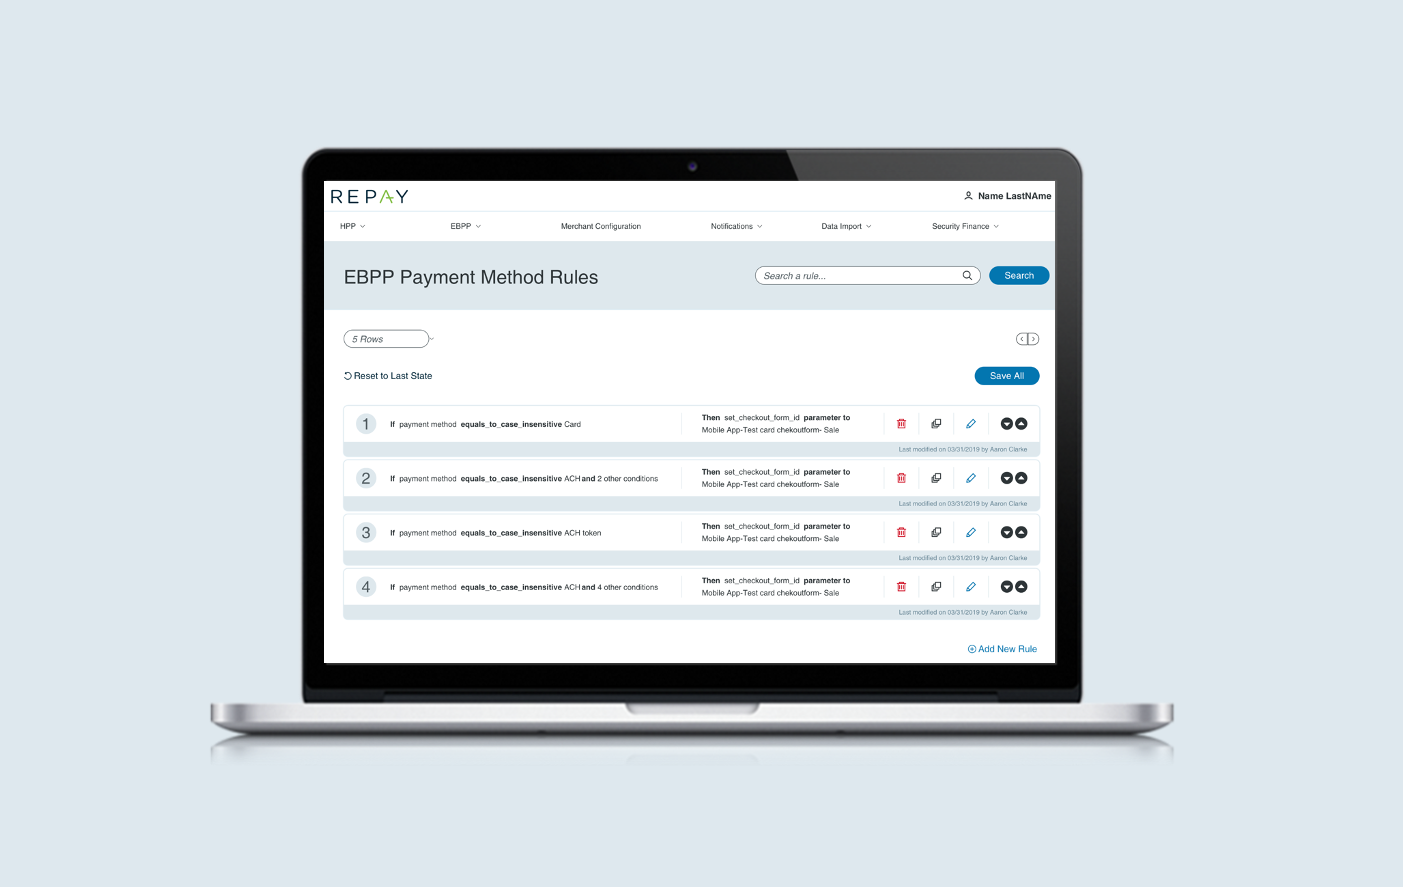 REPAY
Name LastNAme
HPP
EBPP
Merchant Configuration
Notifications
Data Import
Security Finance
EBPP Payment Method Rules
Search a rule...
Search
5 Rows
Reset to Last State
Save All
1
If payment method equals_to_case_insensitive Card
Then set_checkout_form_id parameter to
Mobile App-Test card chekoutform- Sale
Last modified on 03/31/2019 by Aaron Clarke
2
If payment method equals_to_case_insensitive ACH and 2 other conditions
Then set_checkout_form_id parameter to
Mobile App-Test card chekoutform- Sale
Last modified on 03/31/2019 by Aaron Clarke
3
If payment method equals_to_case_insensitive ACH token
Then set_checkout_form_id parameter to
Mobile App-Test card chekoutform- Sale
Last modified on 03/31/2019 by Aaron Clarke
4
If payment method equals_to_case_insensitive ACH and 4 other conditions
Then set_checkout_form_id parameter to
Mobile App-Test card chekoutform- Sale
Last modified on 03/31/2019 by Aaron Clarke
Add New Rule